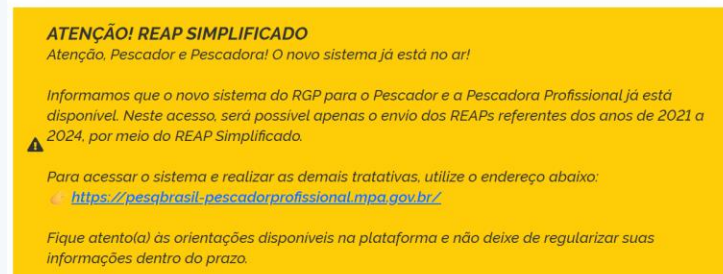 ATENÇÃO! REAP SIMPLIFICADO
Atenção, Pescador e Pescadora! O novo sistema já está no ar!
Informamos que o novo sistema do RGP para o Pescador e a Pescadora Profissional já está
disponível. Neste acesso, será possível apenas o envio dos REAPs referentes dos anos de 2021 a
2024, por meio do REAP Simplificado.
Para acessar o sistema e realizar as demais tratativas, utilize o endereço abaixo:
https://pesqbrasil-pescadorprofissional.mpa.gov.br/
Fique atento(a) às orientações disponíveis na plataforma e não deixe de regularizar suas
informações dentro do prazo.